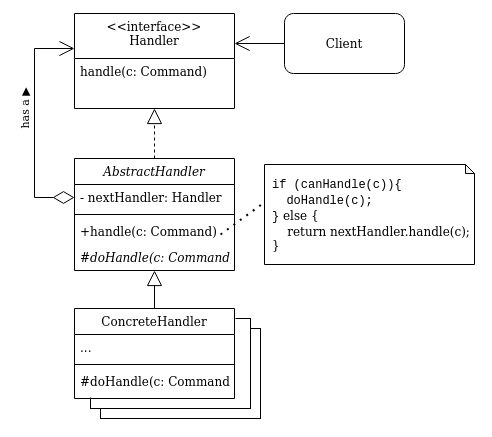 <<interface>>
Handler
handle(c: Command)
Client
has a ▲
AbstractHandler
- nextHandler: Handler
+handle(c: Command)
#doHandle(c: Command
if (canHandle(c)){
doHandle(c);
} else {
return nextHandler.handle(c);
}
ConcreteHandler
...
#doHandle(c: Command